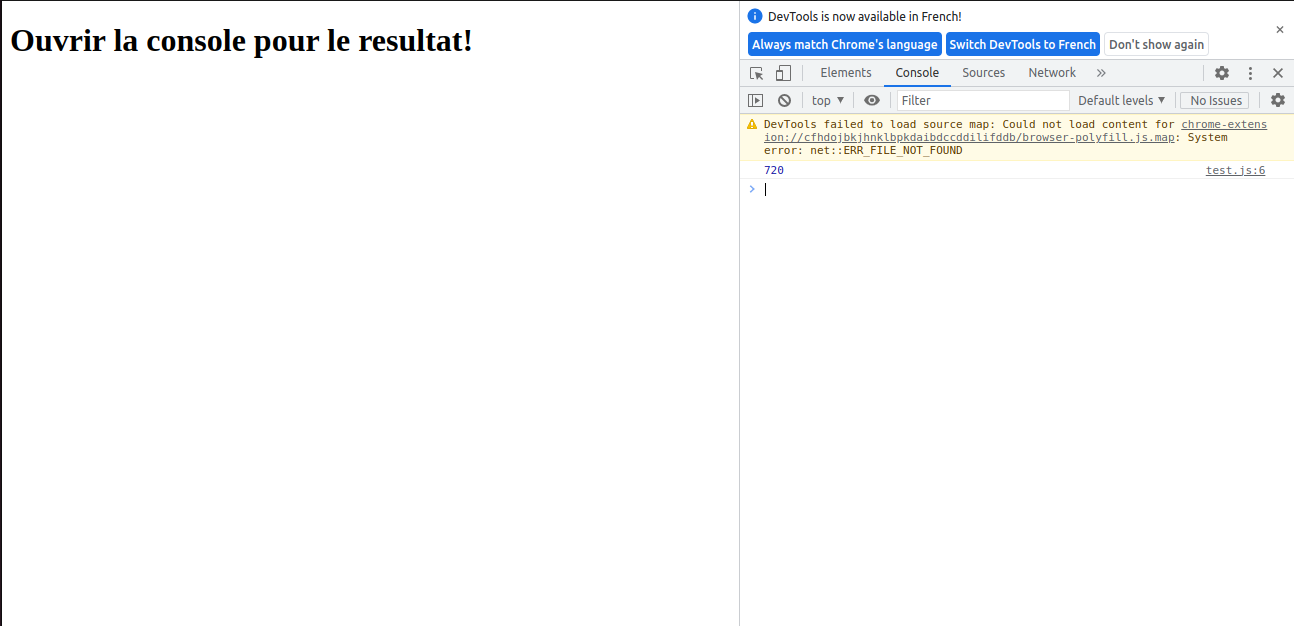 Ouvrir la console pour le resultat!
DevTools is now available in French!
Always match Chrome's language Switch DevTools to French Don't show again
Elements Console Sources Network
top Filter Default levels No Issues
DevTools failed to load source map: Could not load content for chrome-extens
ion://cfhdojbkjhnklbpkdaibdccddilifddb/browser-polyfill.js.map: System
error: net::ERR_FILE_NOT_FOUND
720 test.js:6